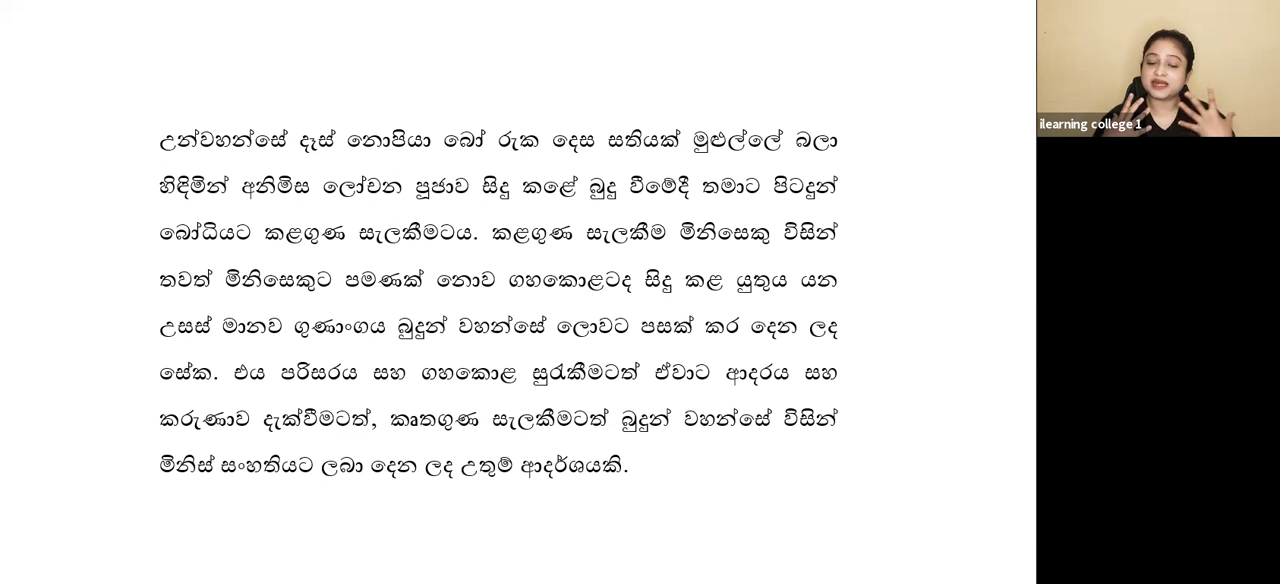 උන්වහන්සේ දෑස් නොපියා බෝ රුක දෙස සතියක් මුළුල්ලේ බලා
හිඳිමින් අනිමිස ලෝචන පූජාව සිදු කළේ බුදු වීමේදී තමාට පිටදුන්
බෝධියට කළගුණ සැලකීමටය. කළගුණ සැලකීම මිනිසෙකු විසින්
තවත් මිනිසෙකුට පමණක් නොව ගහකොළටද සිදු කළ යුතුය යන
උසස් මානව ගුණාංගය බුදුන් වහන්සේ ලොවට පසක් කර දෙන ලද
සේක. එය පරිසරය සහ ගහකොළ සුරැකීමටත් ඒවාට ආදරය සහ
කරුණාව දැක්වීමටත්, කෘතගුණ සැලකීමටත් බුදුන් වහන්සේ විසින්
මිනිස් සංහතියට ලබා දෙන ලද උතුම් ආදර්ශයකි.
ilearning college 1